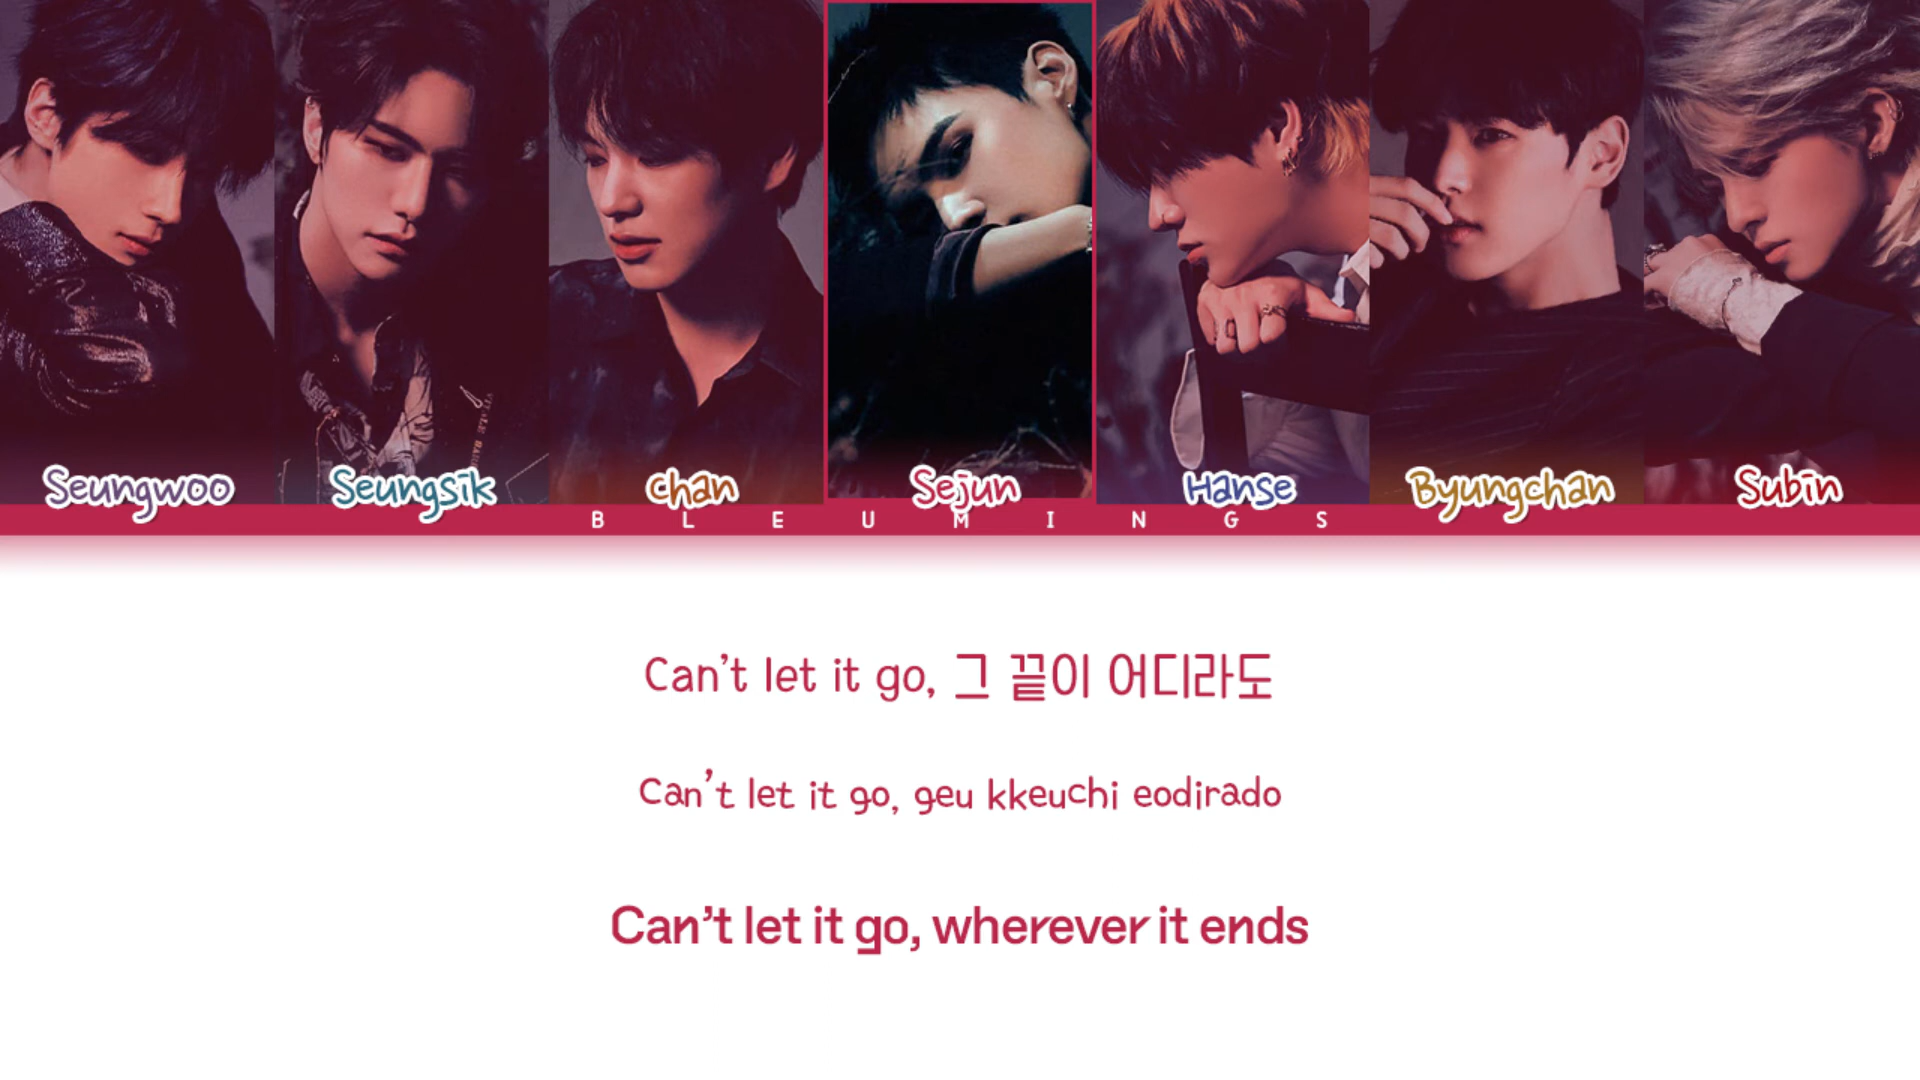 Seungwoo Seungsik Chan Sejun Hanse Byungchan Subin
BLEUMINGS
Can't let it go, 그 끝이 어디라도
Can't let it go, geu kkeuchi eodirado
Can't let it go, wherever it ends